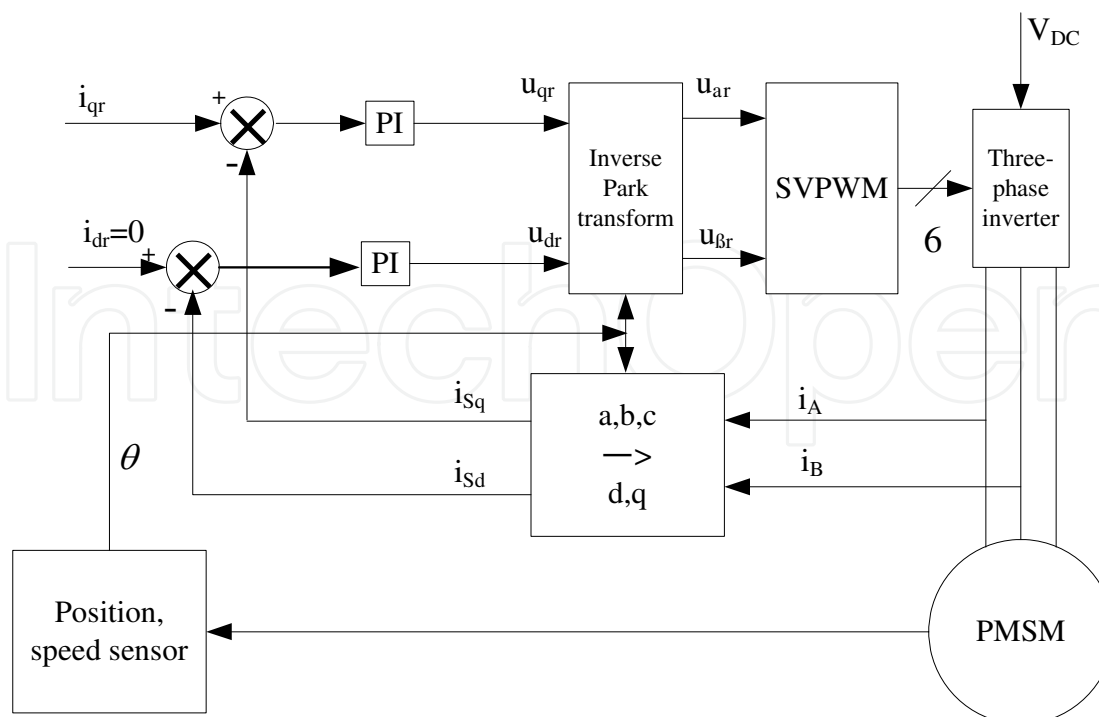 V_DC
i_qr
+
-
PI
u_qr
Inverse
Park
transform
u_ar
SVPWM
6
Three-
phase
inverter
i_dr=0
+
-
PI
u_dr
u_ßr
IntechOpen
i_Sq
i_Sd
θ
a,b,c
—>
d,q
i_A
i_B
Position,
speed sensor
PMSM